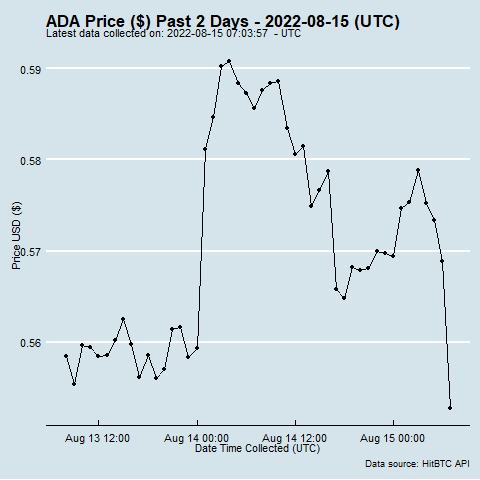 ADA Price ($) Past 2 Days - 2022-08-15 (UTC)
Latest data collected on: 2022-08-15 07:03:57  - UTC
0.59
0.58
0.57
0.56
Price USD ($)
Aug 13 12:00 Aug 14 00:00 Aug 14 12:00 Aug 15 00:00
Date Time Collected (UTC)
Data source: HitBTC API